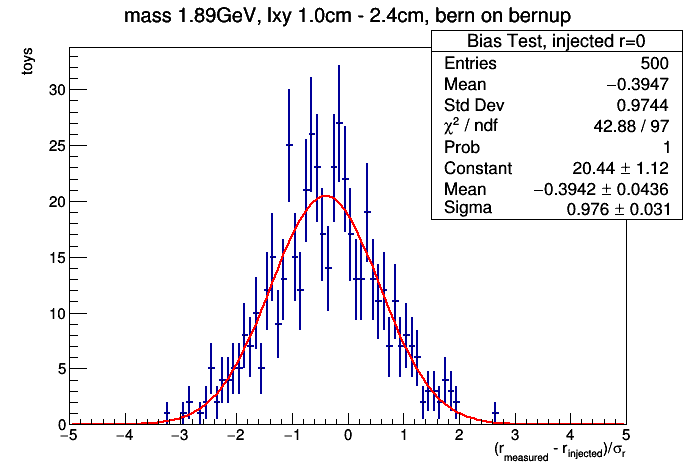 mass 1.89GeV, lxy 1.0cm - 2.4cm, bern on bernup
toys
Bias Test, injected r=0
Entries 500
Mean −0.3947
Std Dev 0.9744
χ² / ndf 42.88 / 97
Prob 1
Constant 20.44 ± 1.12
Mean −0.3942 ± 0.0436
Sigma 0.976 ± 0.031
30
25
20
15
10
5
0
−5 −4 −3 −2 −1 0 1 2 3 4 5
(r_measured - r_injected)/σ_r